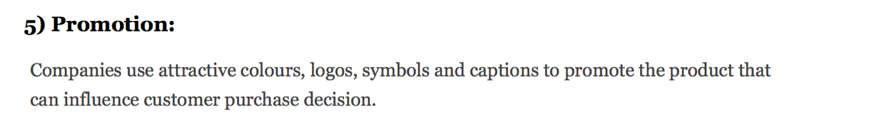 5) Promotion:
Companies use attractive colours, logos, symbols and captions to promote the product that
can influence customer purchase decision.